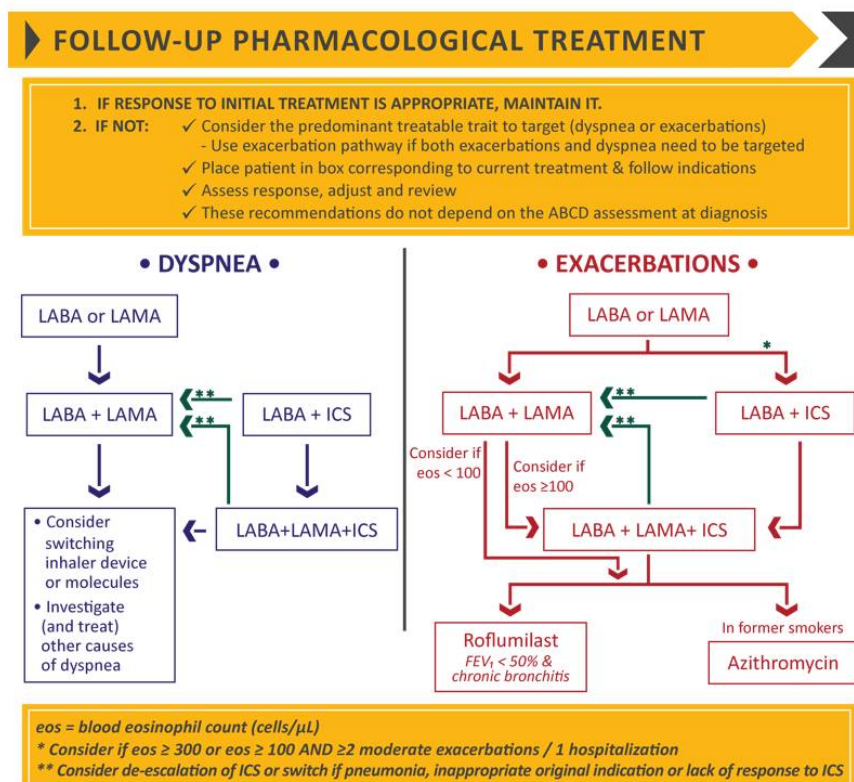 FOLLOW-UP PHARMACOLOGICAL TREATMENT
1. IF RESPONSE TO INITIAL TREATMENT IS APPROPRIATE, MAINTAIN IT.
2. IF NOT: ✓ Consider the predominant treatable trait to target (dyspnea or exacerbations)
- Use exacerbation pathway if both exacerbations and dyspnea need to be targeted
✓ Place patient in box corresponding to current treatment & follow indications
✓ Assess response, adjust and review
✓ These recommendations do not depend on the ABCD assessment at diagnosis
• DYSPNEA •
LABA or LAMA
**
LABA + LAMA
**
LABA + ICS
LABA+LAMA+ICS
• Consider
switching
inhaler device
or molecules
• Investigate
(and treat)
other causes
of dyspnea
• EXACERBATIONS •
LABA or LAMA
*
**
LABA + LAMA
**
LABA + ICS
Consider if
eos < 100
Consider if
eos ≥100
LABA + LAMA+ ICS
Roflumilast
FEV₁ < 50% &
chronic bronchitis
In former smokers
Azithromycin
eos = blood eosinophil count (cells/µL)
* Consider if eos ≥ 300 or eos ≥ 100 AND ≥2 moderate exacerbations / 1 hospitalization
** Consider de-escalation of ICS or switch if pneumonia, inappropriate original indication or lack of response to ICS